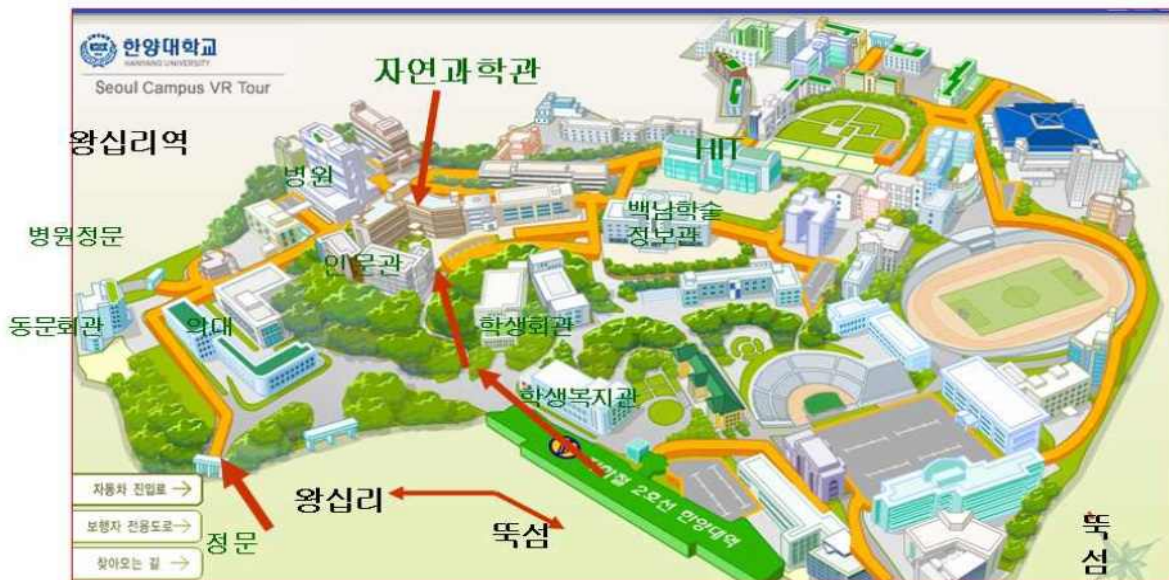 한양대학교
HANYANG UNIVERSITY
Seoul Campus VR Tour
자연과학관
왕십리역
병원
HIT
백남학술
정보관
병원정문
인문관
동문회관
의대
학생회관
학생복지관
자동차 진입로
보행자 전용도로
찾아오는 길
정문
왕십리
뚝섬
2호선 한양대역
뚝
섬